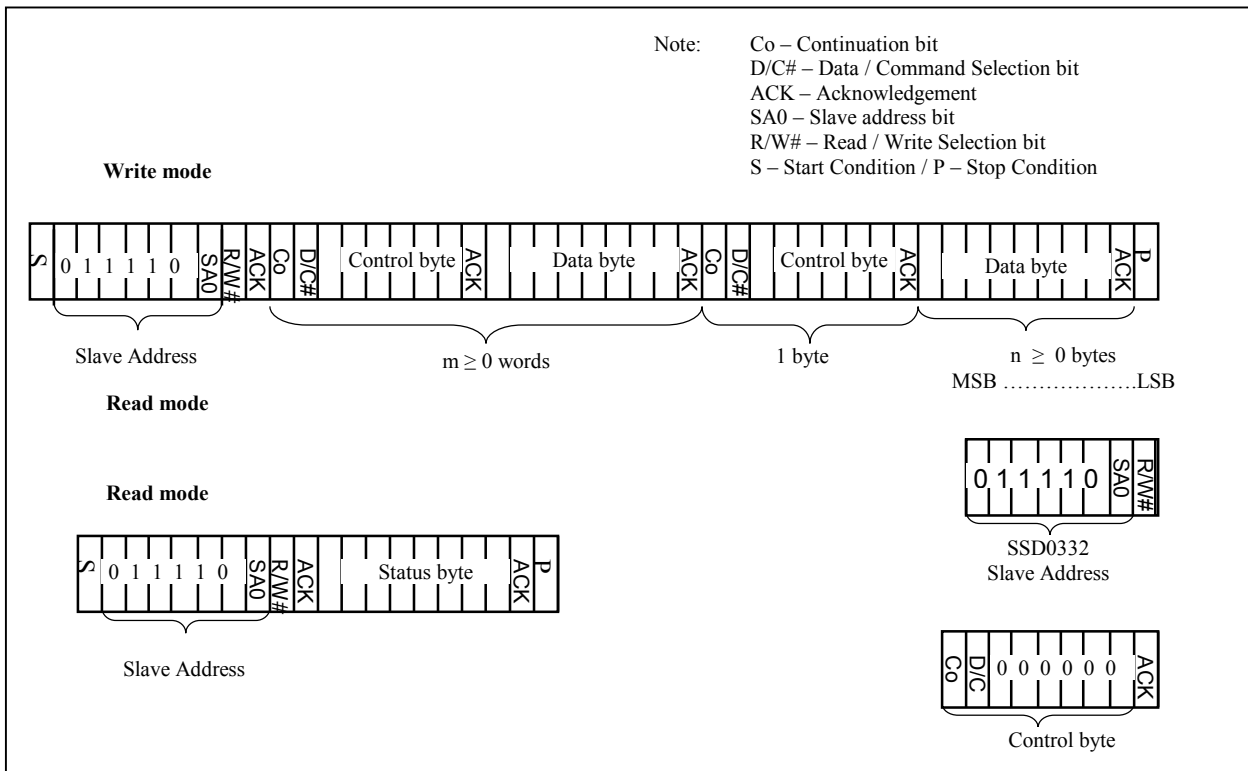 Note: Co – Continuation bit
D/C# – Data / Command Selection bit
ACK – Acknowledgement
SA0 – Slave address bit
R/W# – Read / Write Selection bit
S – Start Condition / P – Stop Condition
Write mode
S 0 1 1 1 1 0 SA0 R/W# ACK Co D/C# Control byte ACK Data byte ACK Co D/C# Control byte ACK Data byte ACK P
Slave Address m ≥ 0 words 1 byte n ≥ 0 bytes
MSB ………………….LSB
Read mode
0 1 1 1 1 0 SA0 R/W#
SSD0332
Slave Address
Read mode
S 0 1 1 1 1 0 SA0 R/W# ACK Status byte ACK P
Slave Address
Co D/C 0 0 0 0 0 0 ACK
Control byte